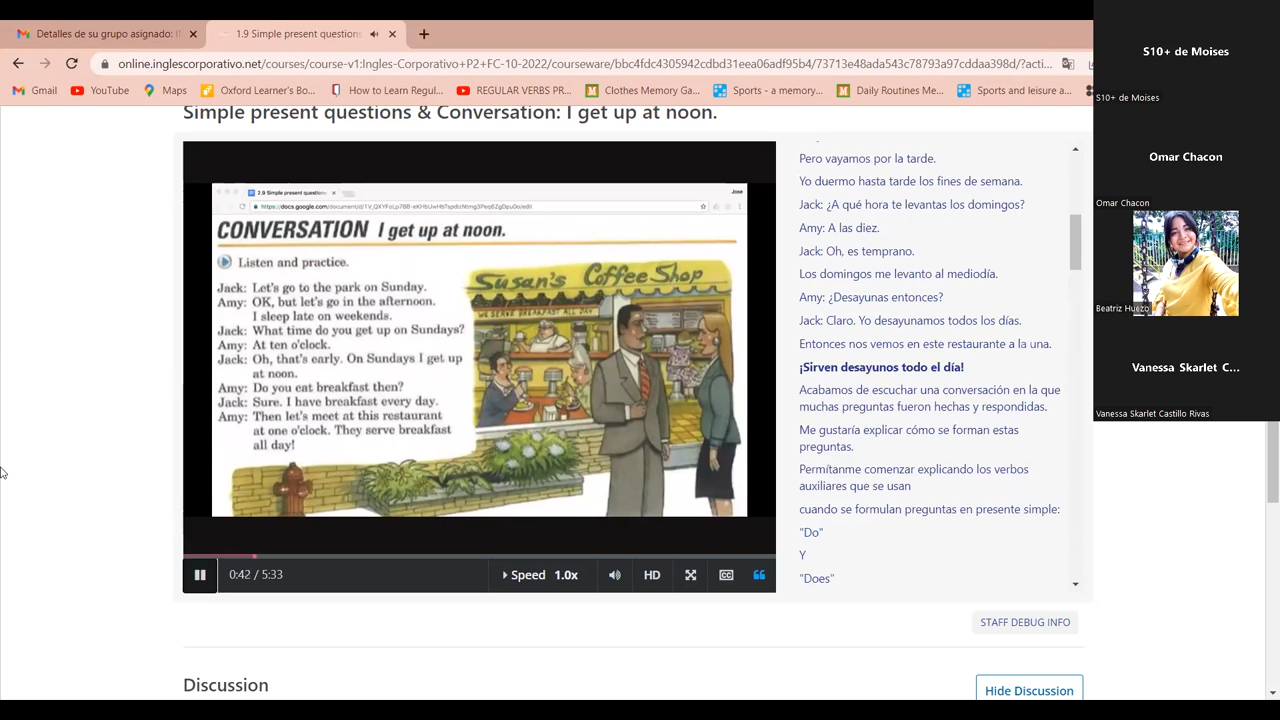 Detalles de su grupo asignado: I
1.9 Simple present questions
online.inglescorporativo.net/courses/course-v1:Ingles-Corporativo+P2+FC-10-2022/courseware/bbc4fdc4305942cdbd31eea06adf95b4/73713e48ada543c78793a97cddaa398d/?acti...
Gmail
YouTube
Maps
Oxford Learner's Bo...
How to Learn Regul...
REGULAR VERBS PR...
Clothes Memory Ga...
Sports - a memory...
Daily Routines Me...
Sports and leisure a...
Simple present questions & Conversation: I get up at noon.
2.9 Simple present question
Jose
CONVERSATION I get up at noon.
Listen and practice.
Jack: Let's go to the park on Sunday.
Amy: OK, but let's go in the afternoon.
I sleep late on weekends.
Jack: What time do you get up on Sundays?
Amy: At ten o'clock.
Jack: Oh, that's early. On Sundays I get up
at noon.
Amy: Do you eat breakfast then?
Jack: Sure. I have breakfast every day.
Amy: Then let's meet at this restaurant
at one o'clock. They serve breakfast
all day!
Susan's Coffee Shop
WE SERVE BREAKFAST ALL DAY
0:42 / 5:33
Speed 1.0x
HD
CC
Pero vayamos por la tarde.
Yo duermo hasta tarde los fines de semana.
Jack: ¿A qué hora te levantas los domingos?
Amy: A las diez.
Jack: Oh, es temprano.
Los domingos me levanto al mediodía.
Amy: ¿Desayunas entonces?
Jack: Claro. Yo desayunamos todos los días.
Entonces nos vemos en este restaurante a la una.
¡Sirven desayunos todo el día!
Acabamos de escuchar una conversación en la que
muchas preguntas fueron hechas y respondidas.
Me gustaría explicar cómo se forman estas
preguntas.
Permítanme comenzar explicando los verbos
auxiliares que se usan
cuando se formulan preguntas en presente simple:
"Do"
Y
"Does"
STAFF DEBUG INFO
Discussion
Hide Discussion
S10+ de Moises
S10+ de Moises
Omar Chacon
Omar Chacon
Beatriz Huezo
Vanessa Skarlet C...
Vanessa Skarlet Castillo Rivas